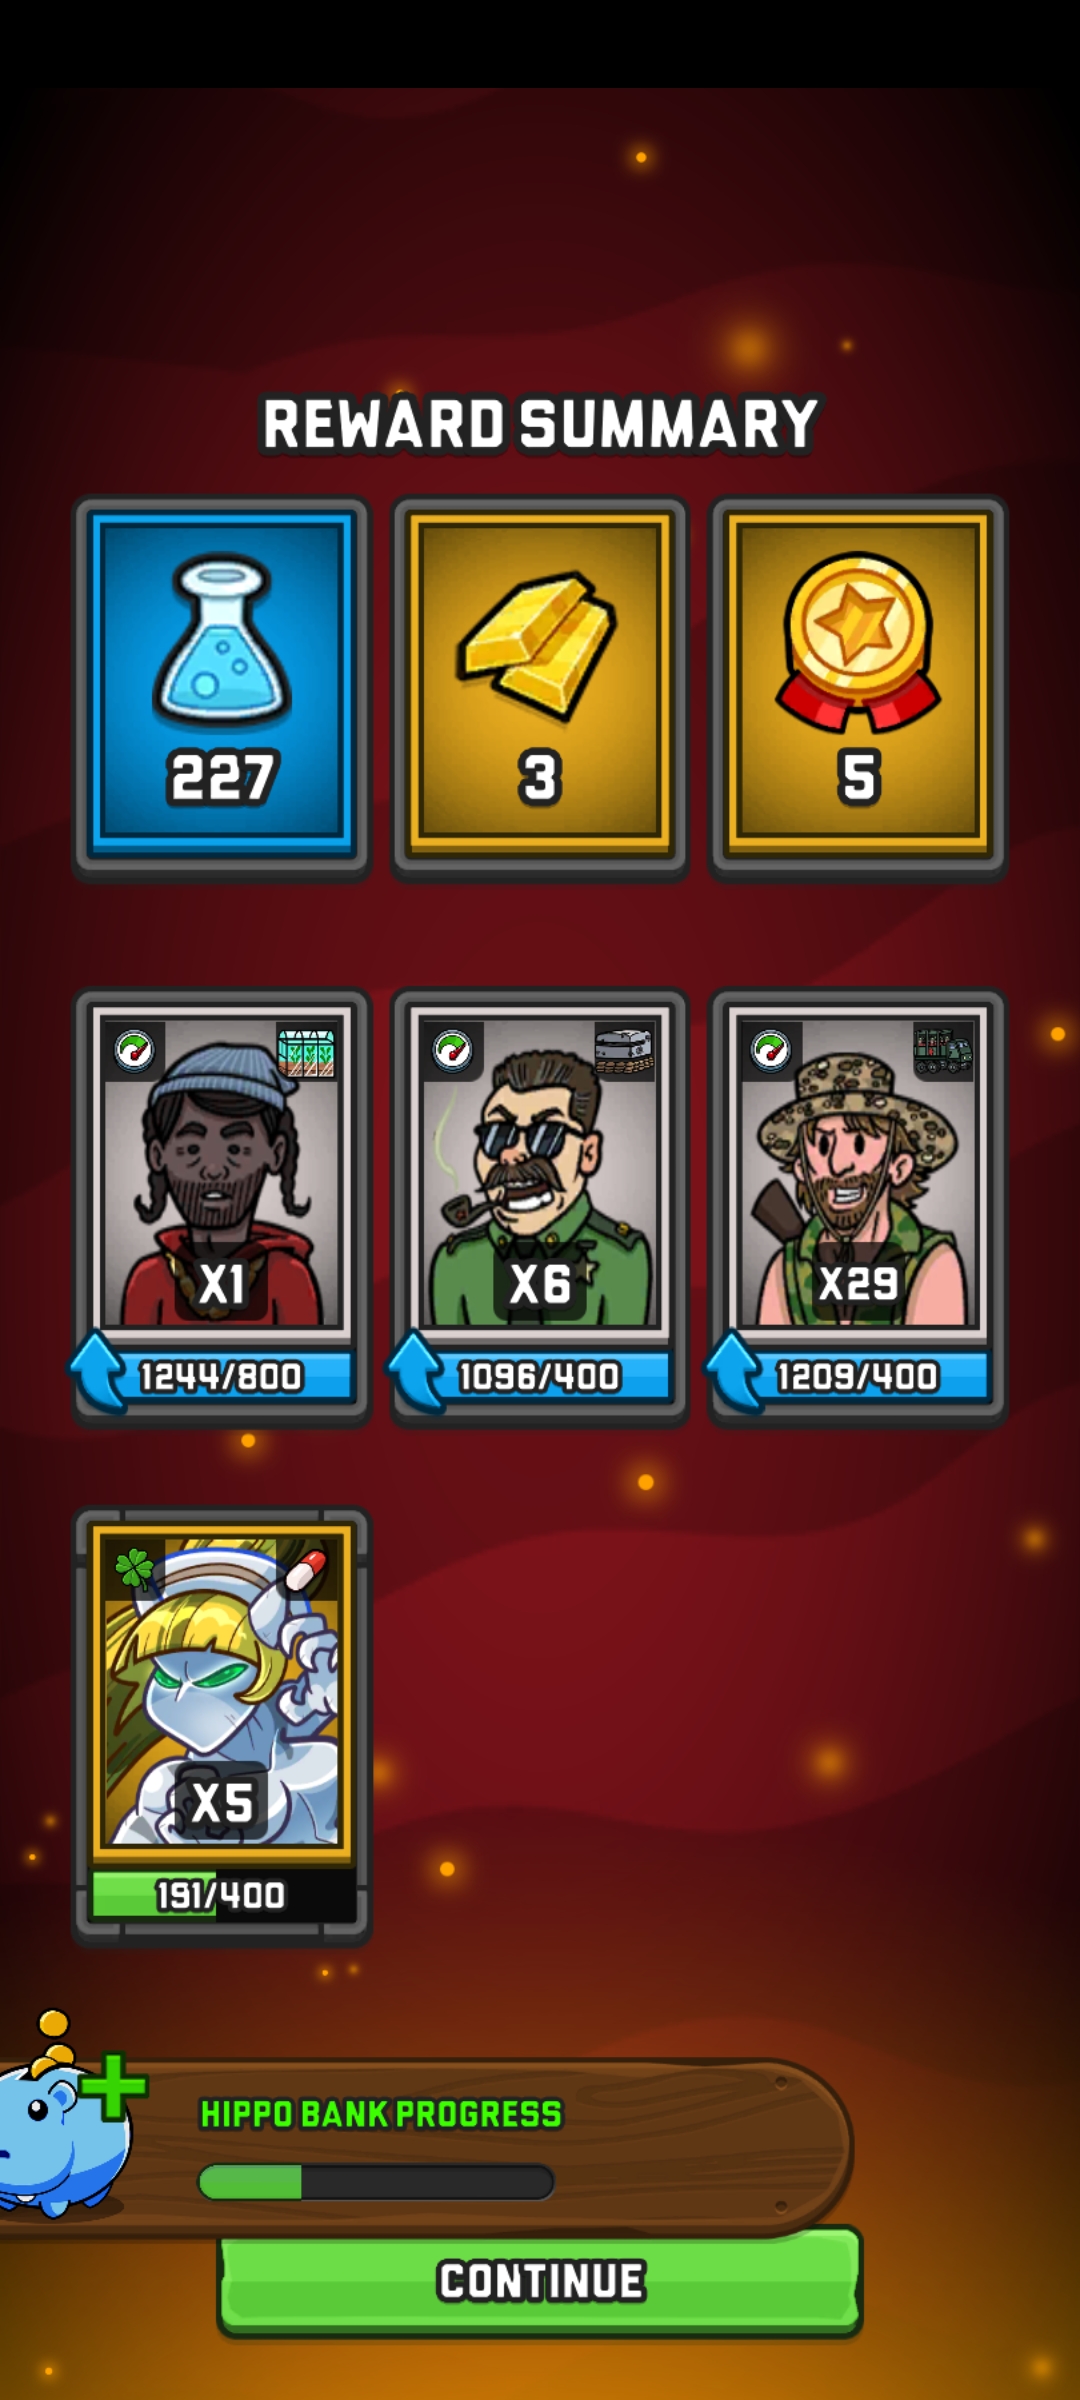 REWARD SUMMARY
227
3
5
X1
X6
X29
1244/800
1096/400
1209/400
X5
191/400
HIPPO BANK PROGRESS
CONTINUE